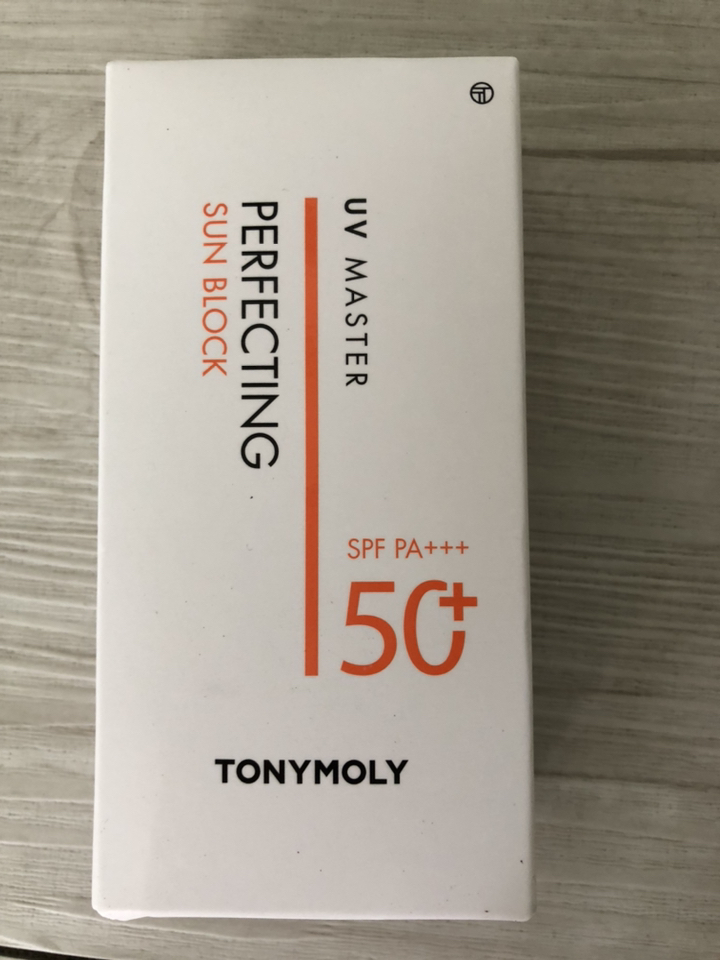 UV MASTER
PERFECTING
SUN BLOCK
SPF PA+++
50+
TONYMOLY